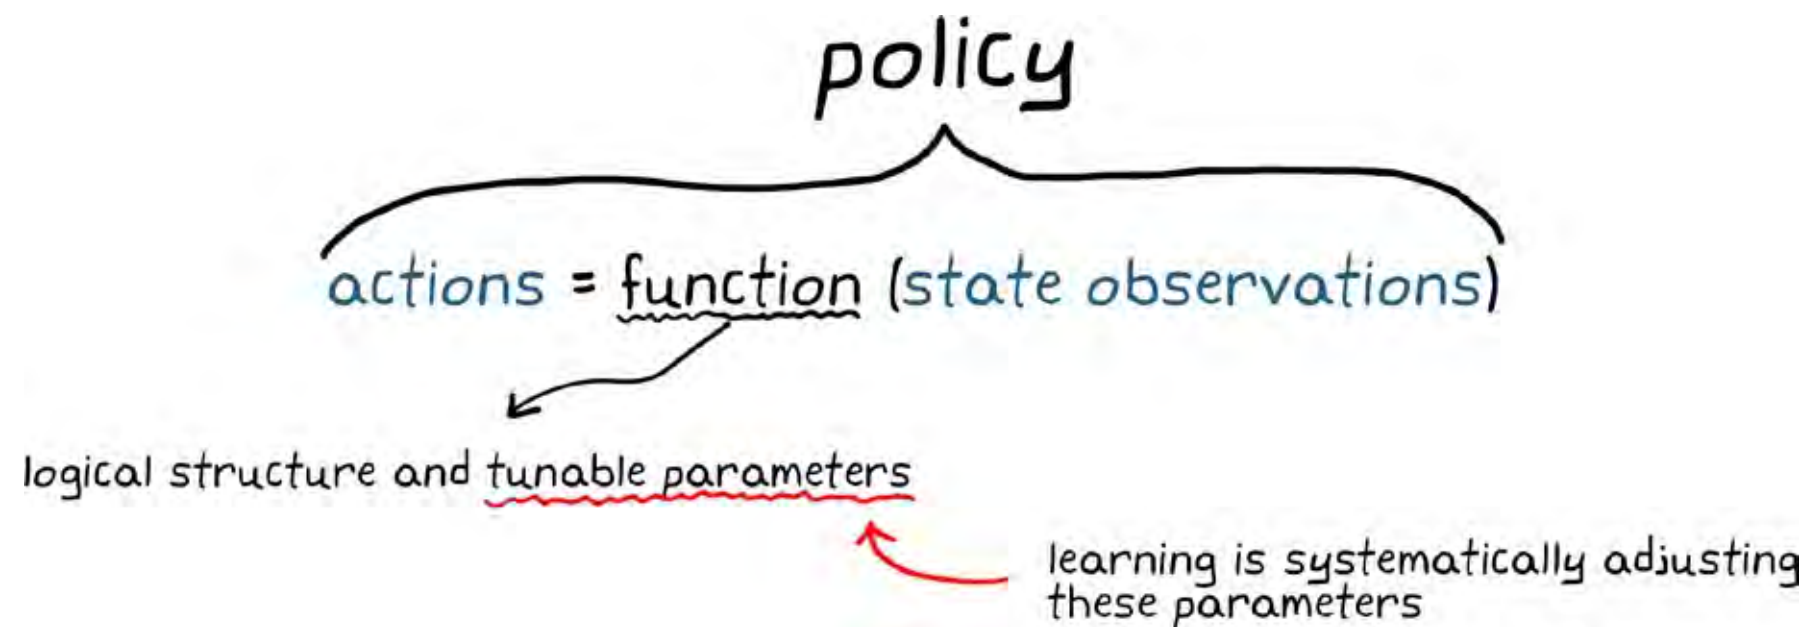 policy
actions = function (state observations)
logical structure and tunable parameters
learning is systematically adjusting
these parameters